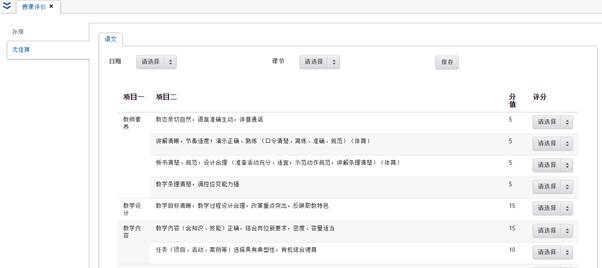 授课评价
孙琦
沈佳琪
语文
日期 请选择 课节 请选择 保存
项目一 项目二 分值 评分
教师素养 教态亲切自然，语言准确生动，讲普通话 5 请选择
讲解清晰，节奏适度；演示正确、熟练（口令清楚、简练、准确、规范）（体育） 5 请选择
板书清楚、规范；设计合理（准备活动充分、适宜；示范动作规范；讲解条理清楚）（体育） 5 请选择
教学条理清楚，调控应变能力强 5 请选择
教学设计 教学目标清晰，教学过程设计合理，改革重点突出，反映职教特色 15 请选择
教学内容 教学内容（含知识、技能）正确，结合岗位群要求，密度、容量适当 15 请选择
任务（项目、活动、案例等）选择具有典型性，有机综合德育 10 请选择